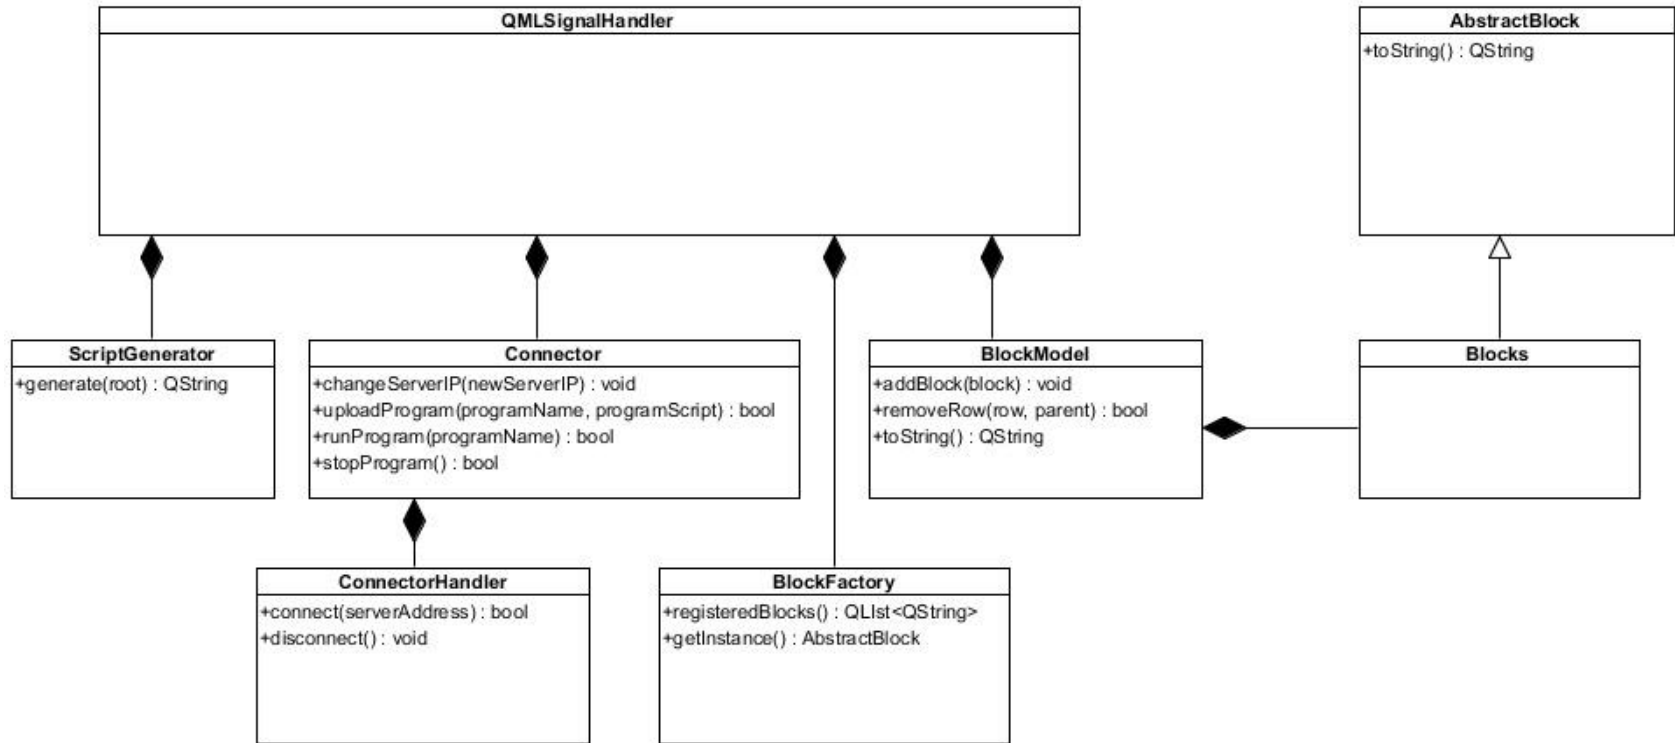 QMLSignalHandler
AbstractBlock
+toString() : QString
ScriptGenerator
+generate(root) : QString
Connector
+changeServerIP(newServerIP) : void
+uploadProgram(programName, programScript) : bool
+runProgram(programName) : bool
+stopProgram() : bool
BlockModel
+addBlock(block) : void
+removeRow(row, parent) : bool
+toString() : QString
Blocks
ConnectorHandler
+connect(serverAddress) : bool
+disconnect() : void
BlockFactory
+registeredBlocks() : QLIst<QString>
+getInstance() : AbstractBlock